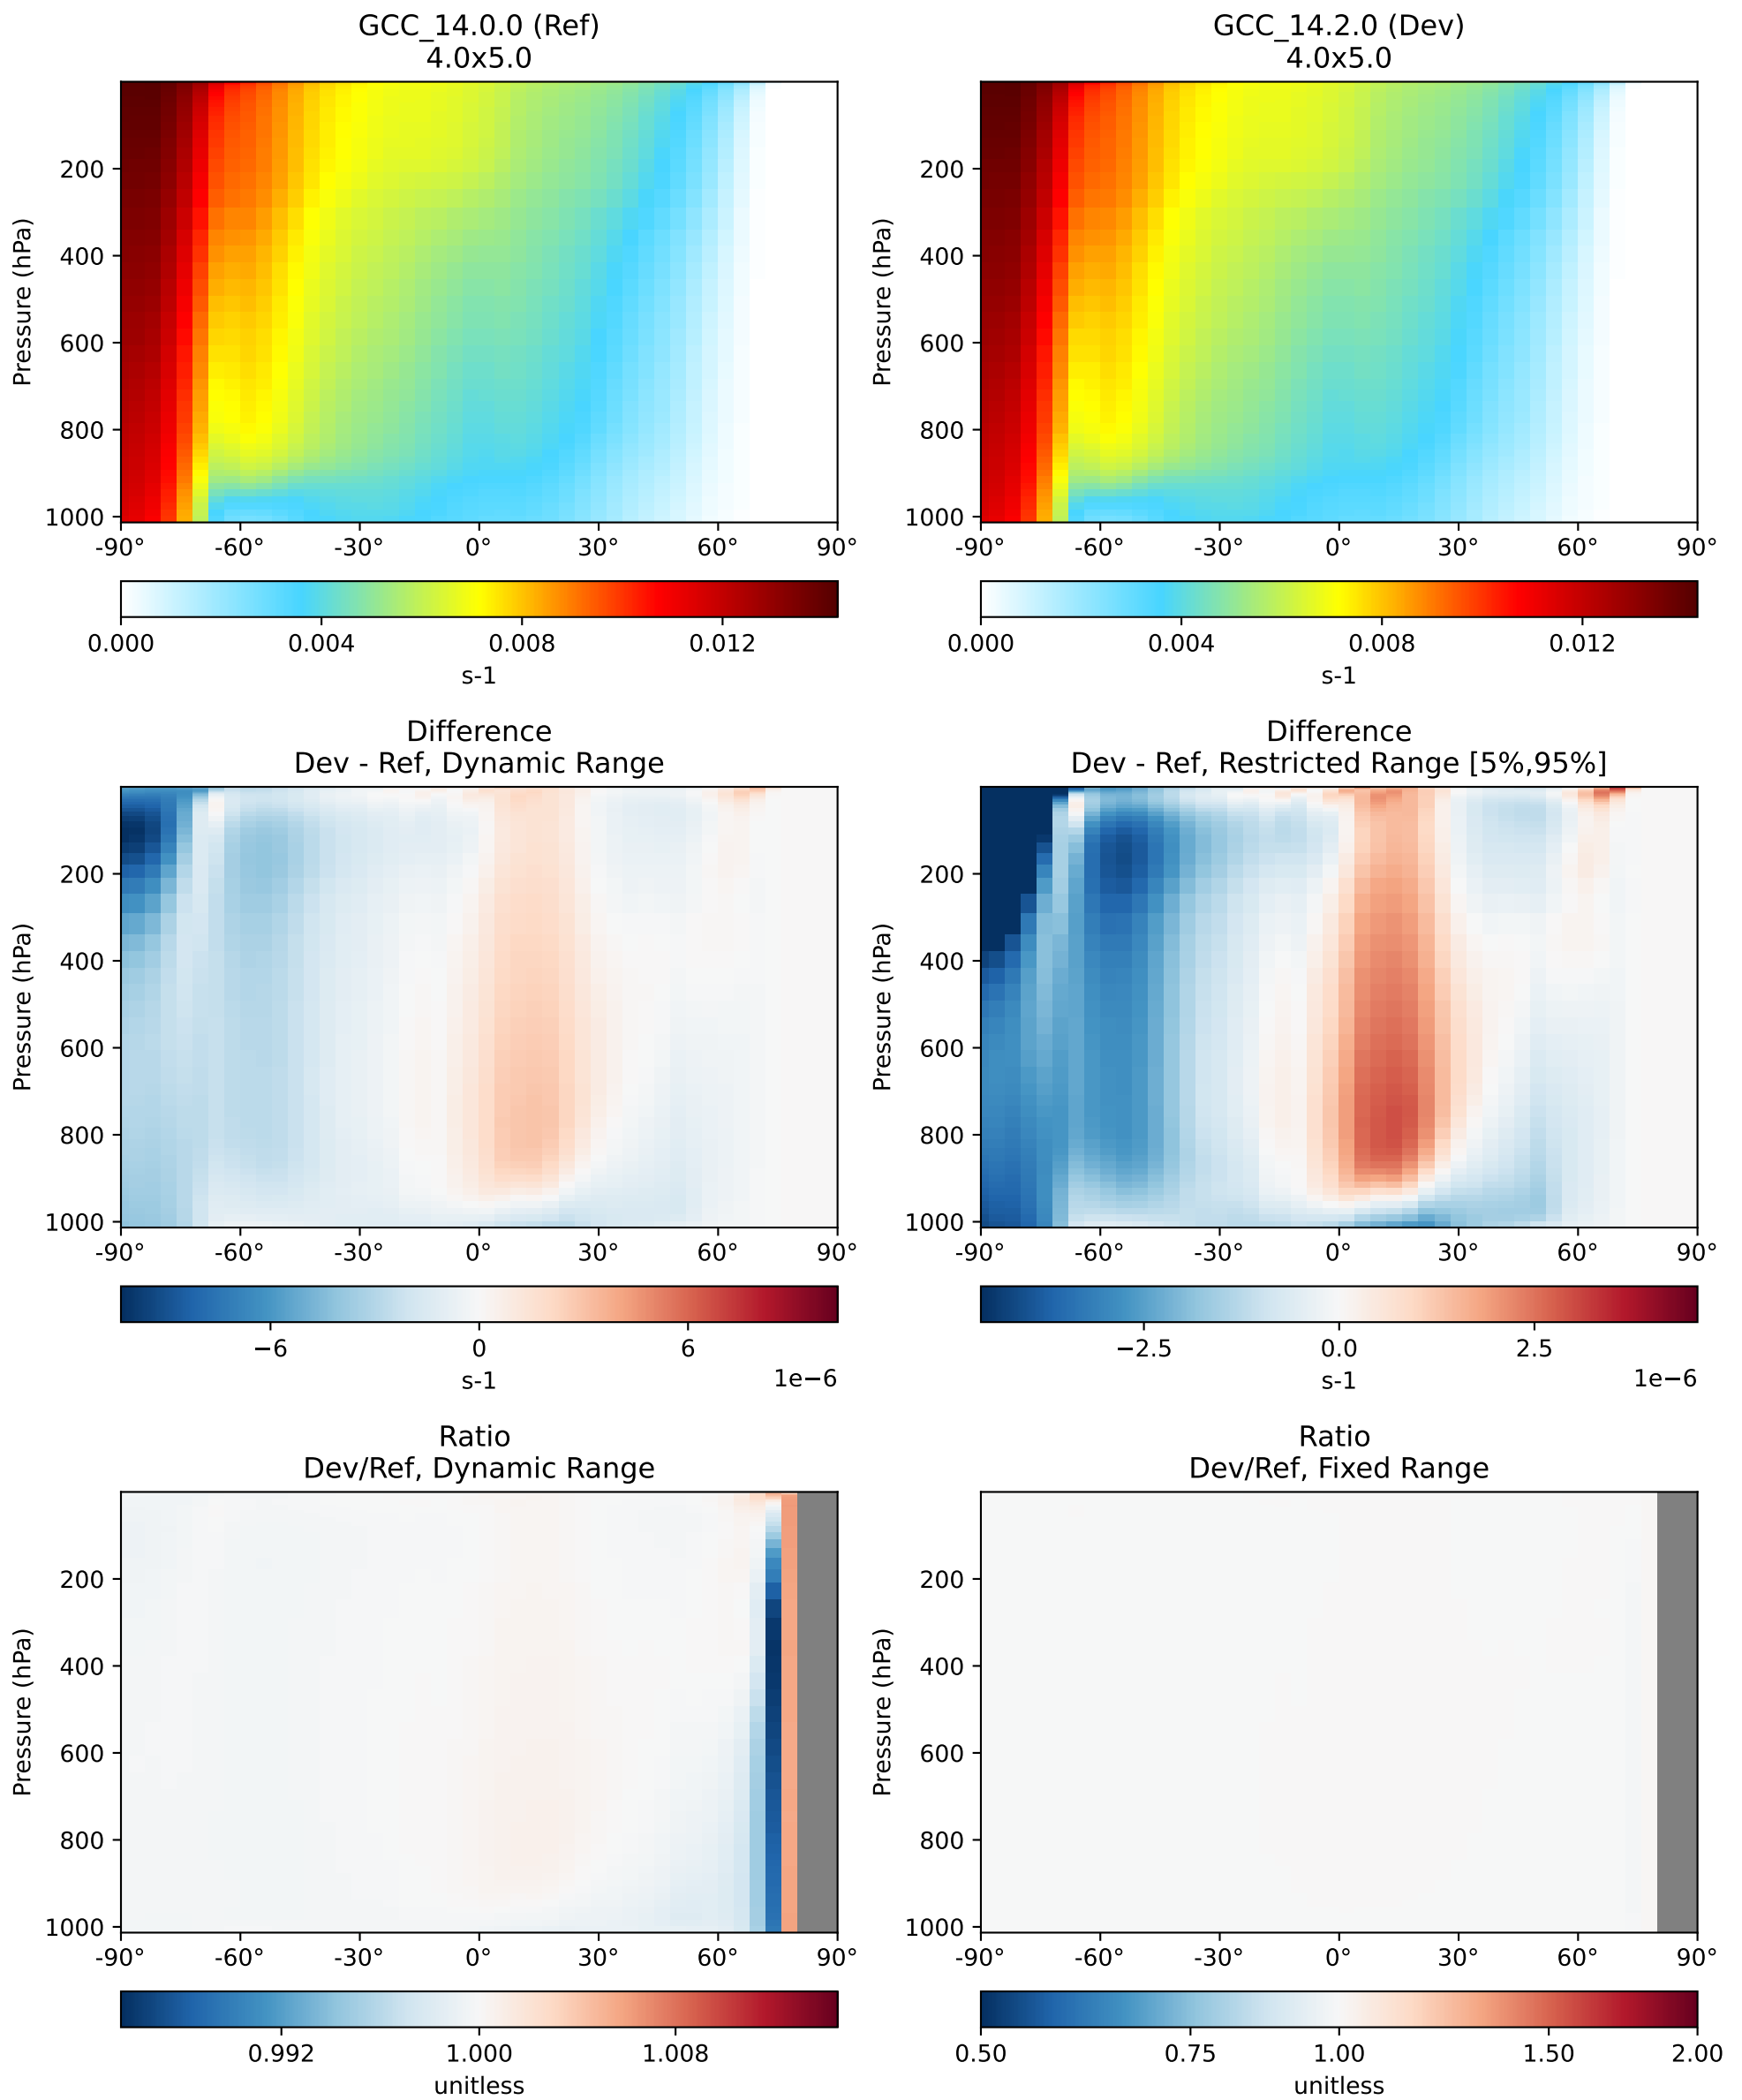 GCC_14.0.0 (Ref)
4.0x5.0
Pressure (hPa)
200
400
600
800
1000
-90° -60° -30° 0° 30° 60° 90°
0.000 0.004 0.008 0.012
s-1
GCC_14.2.0 (Dev)
4.0x5.0
Pressure (hPa)
200
400
600
800
1000
-90° -60° -30° 0° 30° 60° 90°
0.000 0.004 0.008 0.012
s-1
Difference
Dev - Ref, Dynamic Range
Pressure (hPa)
200
400
600
800
1000
-90° -60° -30° 0° 30° 60° 90°
−6 0 6
s-1 1e−6
Difference
Dev - Ref, Restricted Range [5%,95%]
Pressure (hPa)
200
400
600
800
1000
-90° -60° -30° 0° 30° 60° 90°
−2.5 0.0 2.5
s-1 1e−6
Ratio
Dev/Ref, Dynamic Range
Pressure (hPa)
200
400
600
800
1000
-90° -60° -30° 0° 30° 60° 90°
0.992 1.000 1.008
unitless
Ratio
Dev/Ref, Fixed Range
Pressure (hPa)
200
400
600
800
1000
-90° -60° -30° 0° 30° 60° 90°
0.50 0.75 1.00 1.50 2.00
unitless